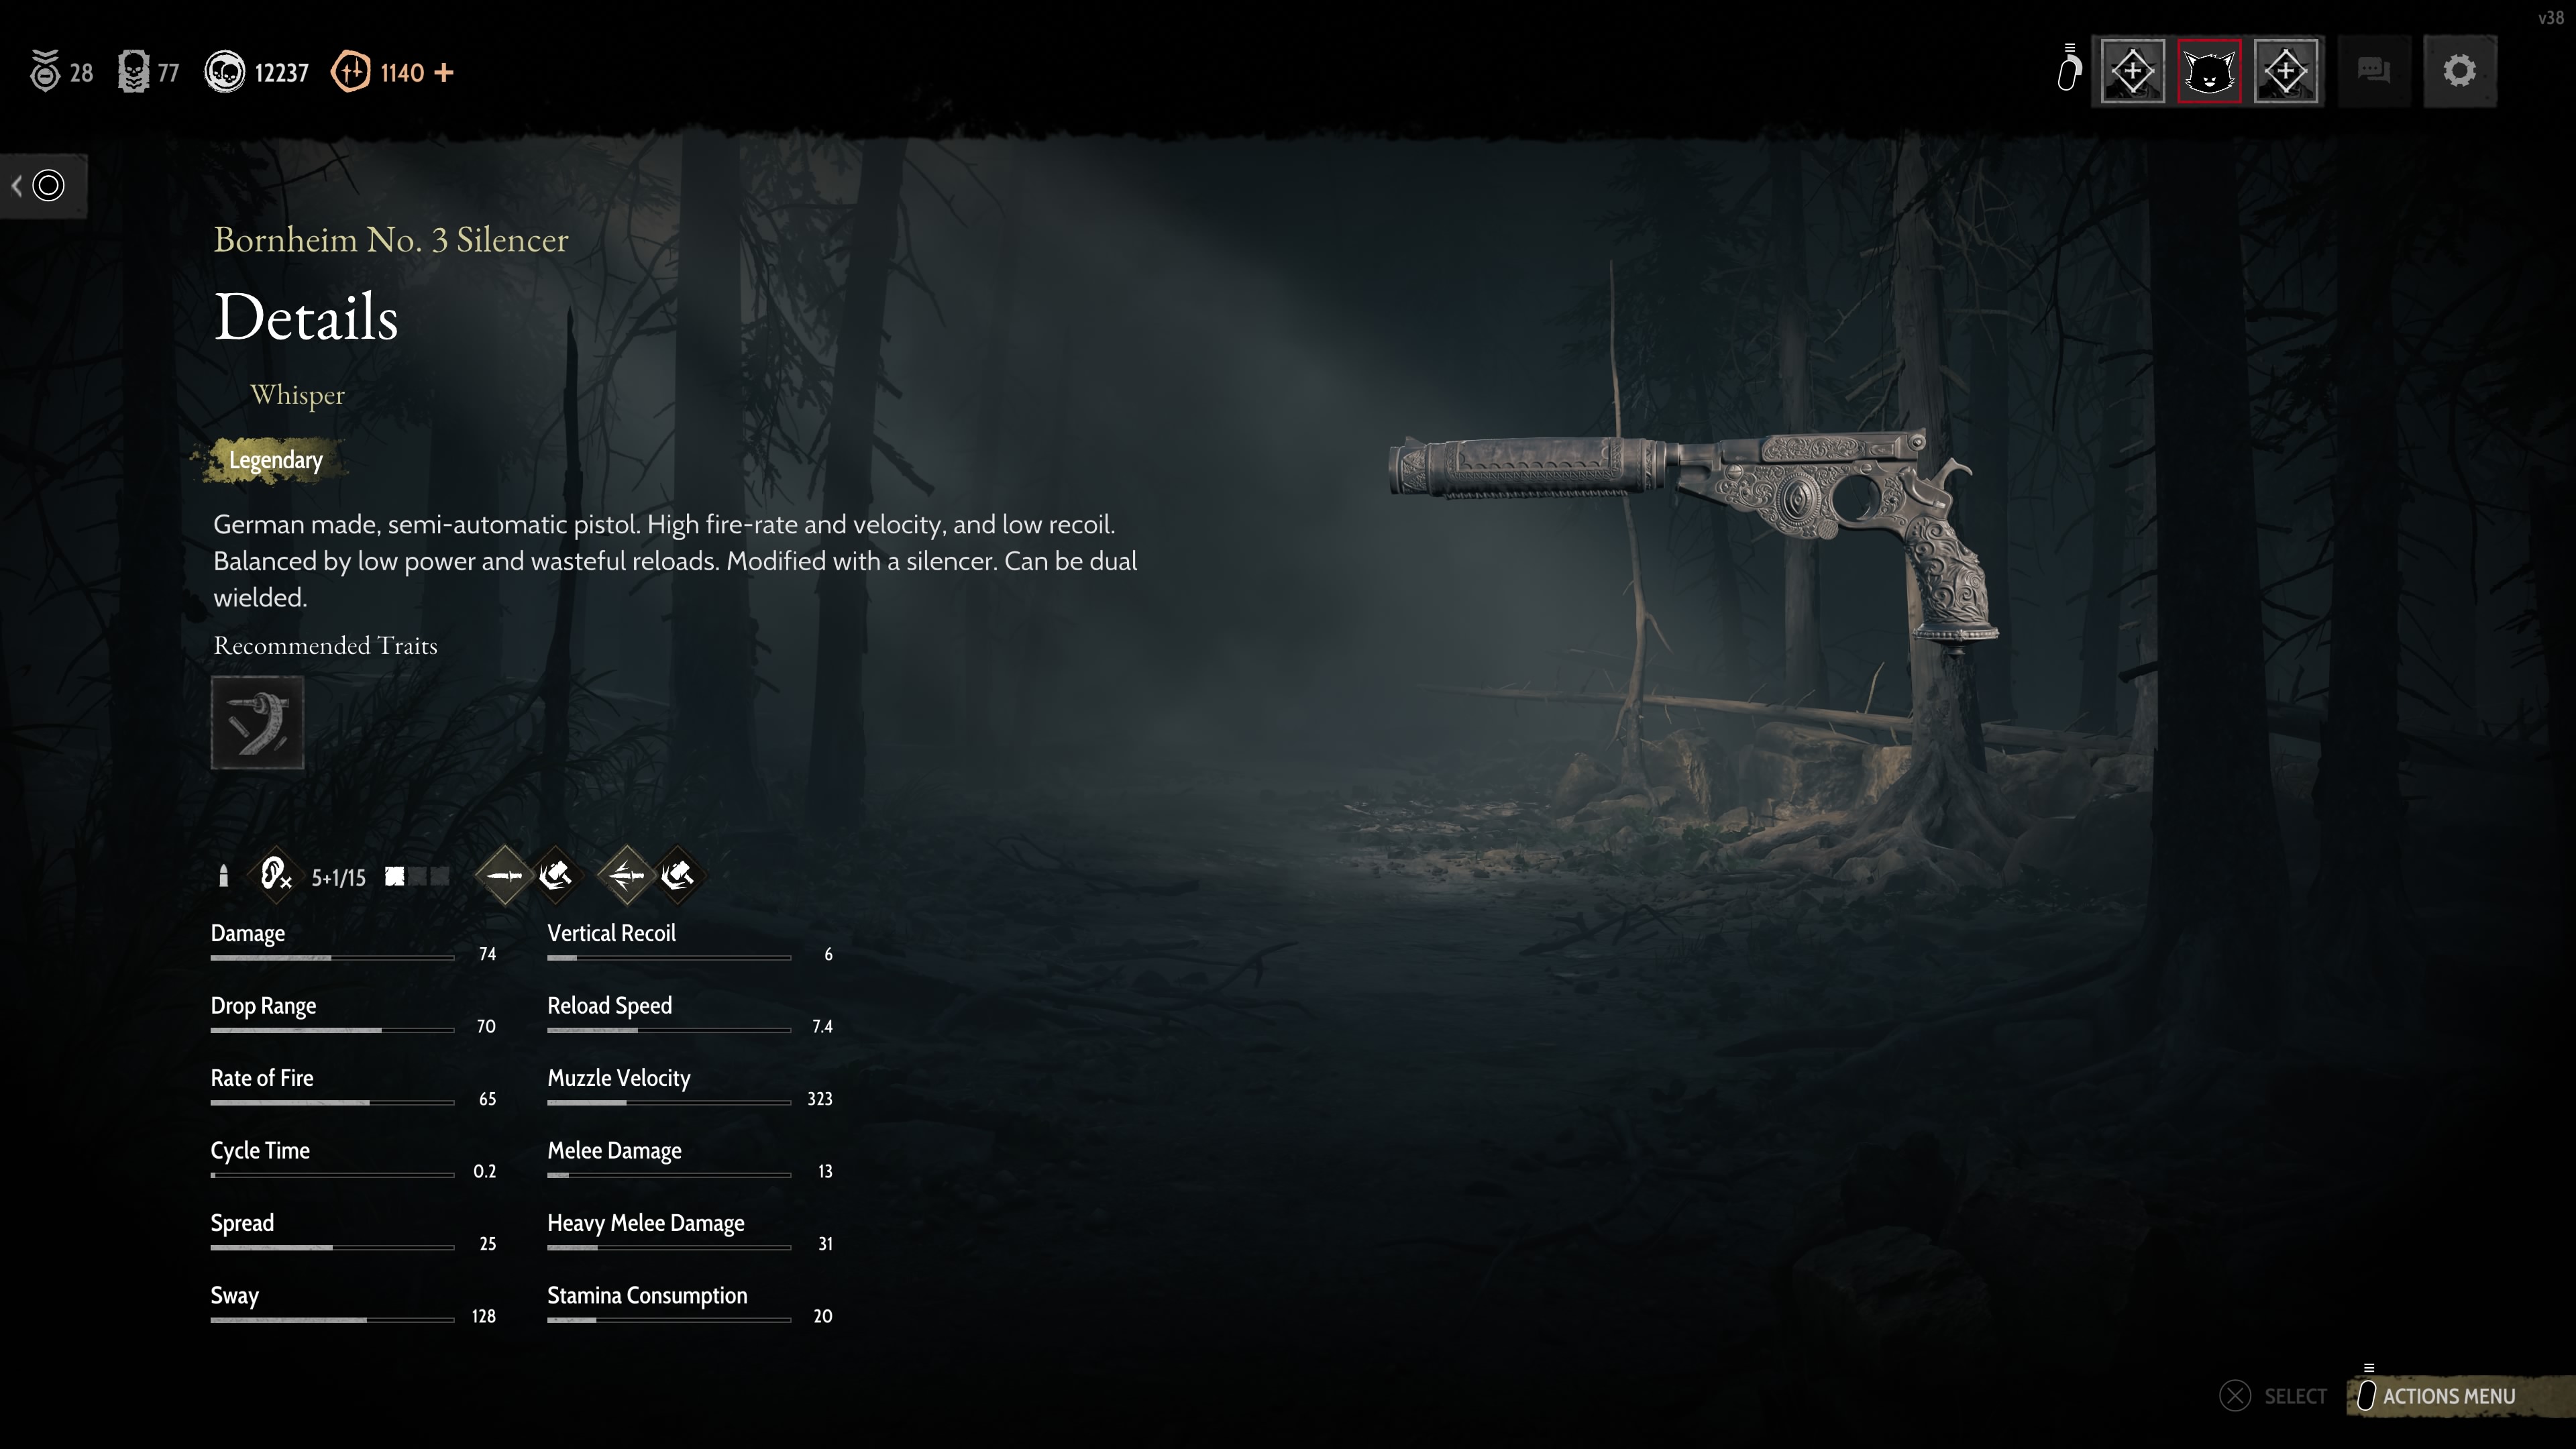 v38
28
77
12237
1140 +
Bornheim No. 3 Silencer
Details
Whisper
Legendary
German made, semi-automatic pistol. High fire-rate and velocity, and low recoil.
Balanced by low power and wasteful reloads. Modified with a silencer. Can be dual
wielded.
Recommended Traits
5+1/15
Damage
74
Vertical Recoil
6
Drop Range
70
Reload Speed
7.4
Rate of Fire
65
Muzzle Velocity
323
Cycle Time
0.2
Melee Damage
13
Spread
25
Heavy Melee Damage
31
Sway
128
Stamina Consumption
20
SELECT
ACTIONS MENU